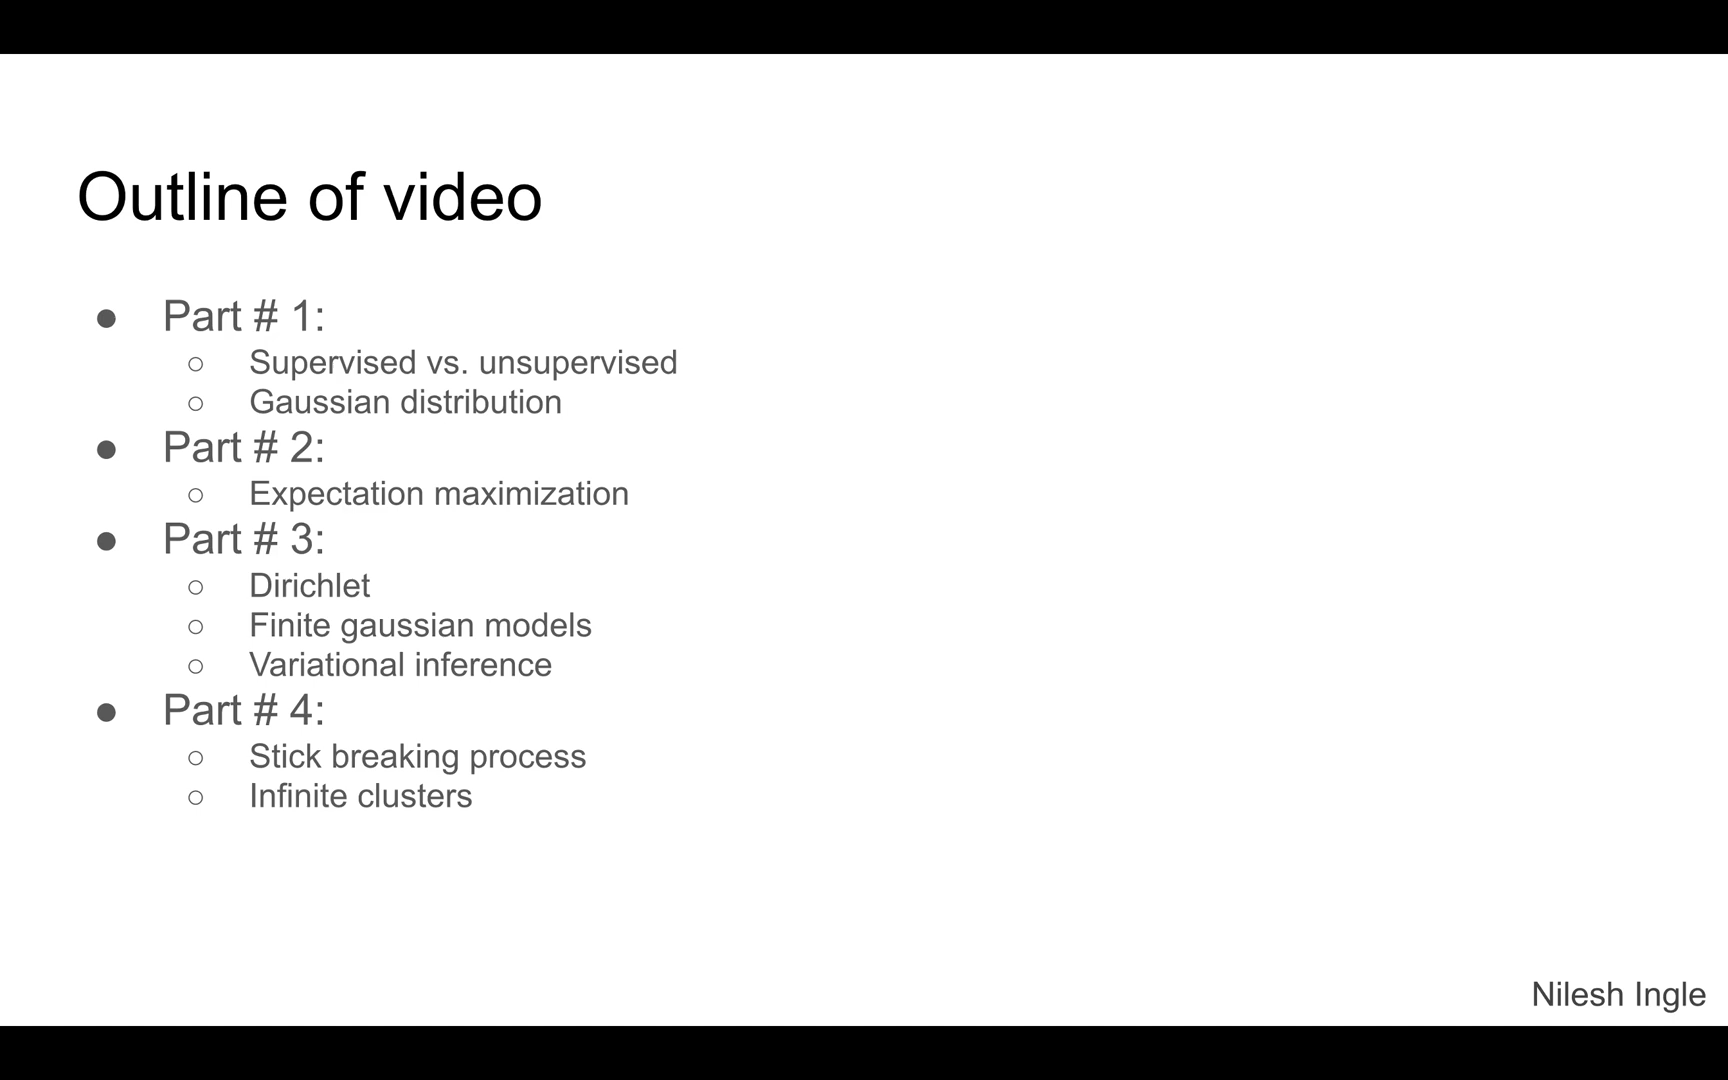 Outline of video
● Part # 1:
○ Supervised vs. unsupervised
○ Gaussian distribution
● Part # 2:
○ Expectation maximization
● Part # 3:
○ Dirichlet
○ Finite gaussian models
○ Variational inference
● Part # 4:
○ Stick breaking process
○ Infinite clusters
Nilesh Ingle